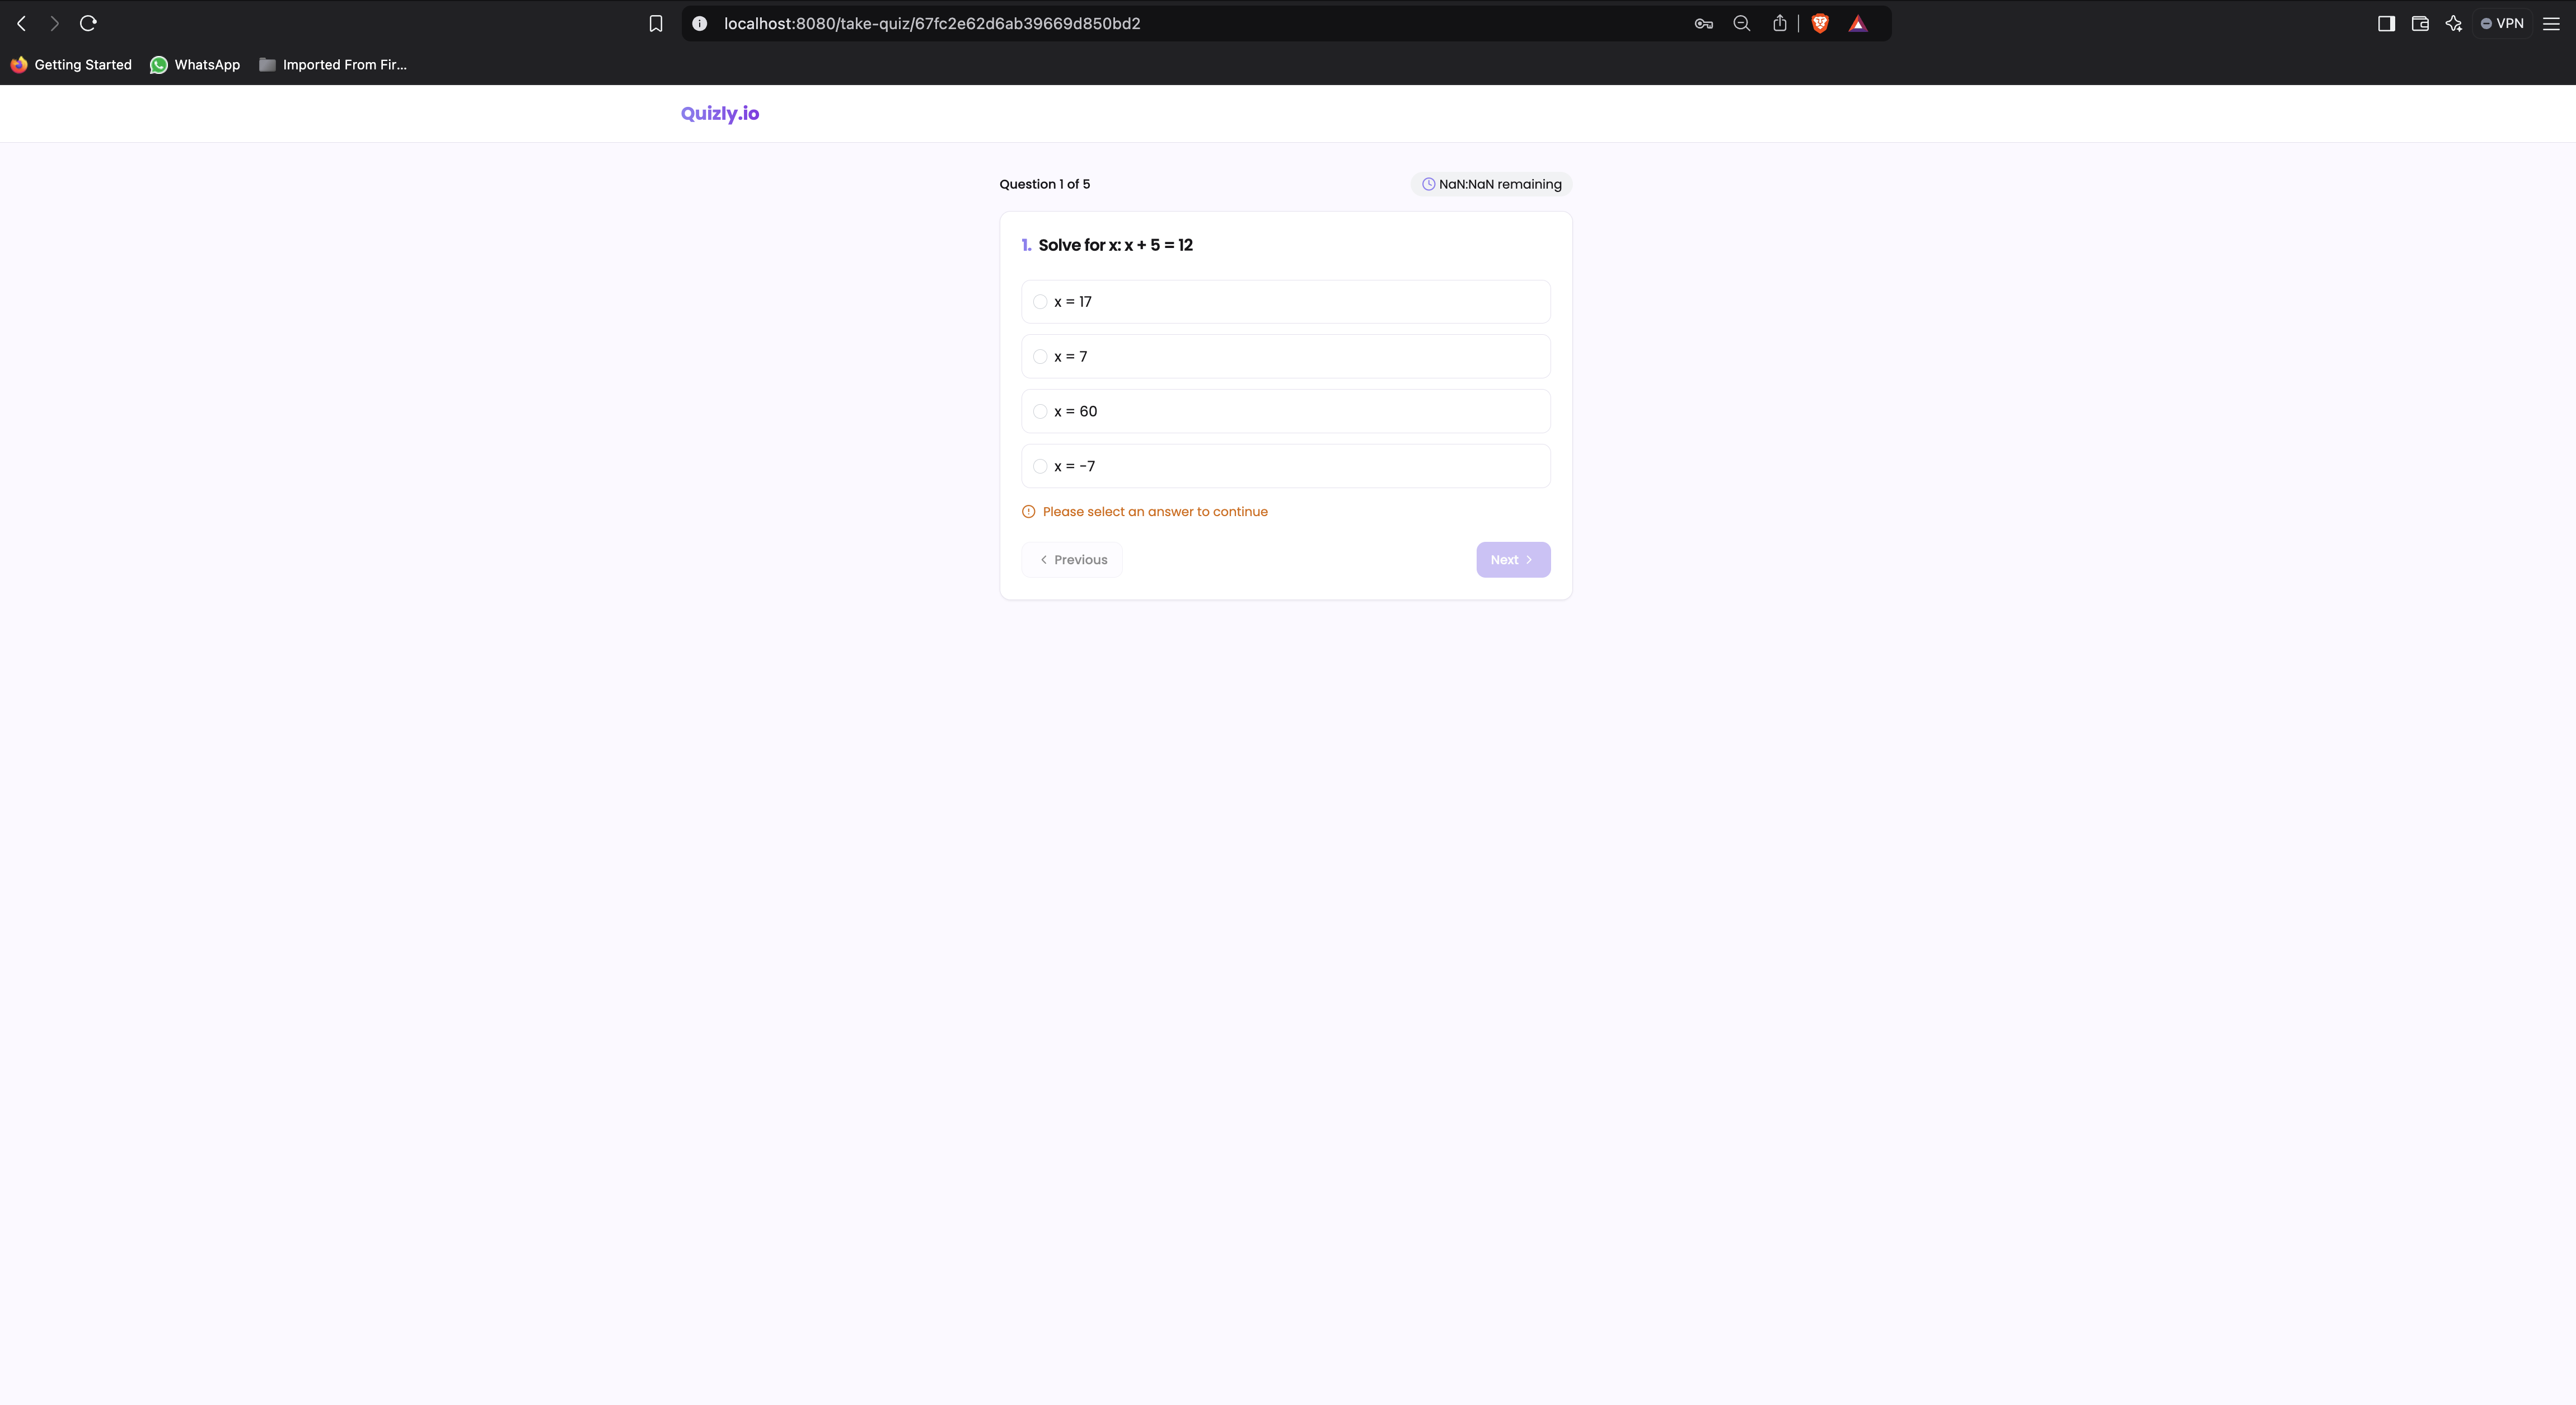 localhost:8080/take-quiz/67fc2e62d6ab39669d850bd2
VPN
Getting Started
WhatsApp
Imported From Fir...
Quizly.io
Question 1 of 5
NaN:NaN remaining
1. Solve for x: x + 5 = 12
x = 17
x = 7
x = 60
x = -7
Please select an answer to continue
Previous
Next